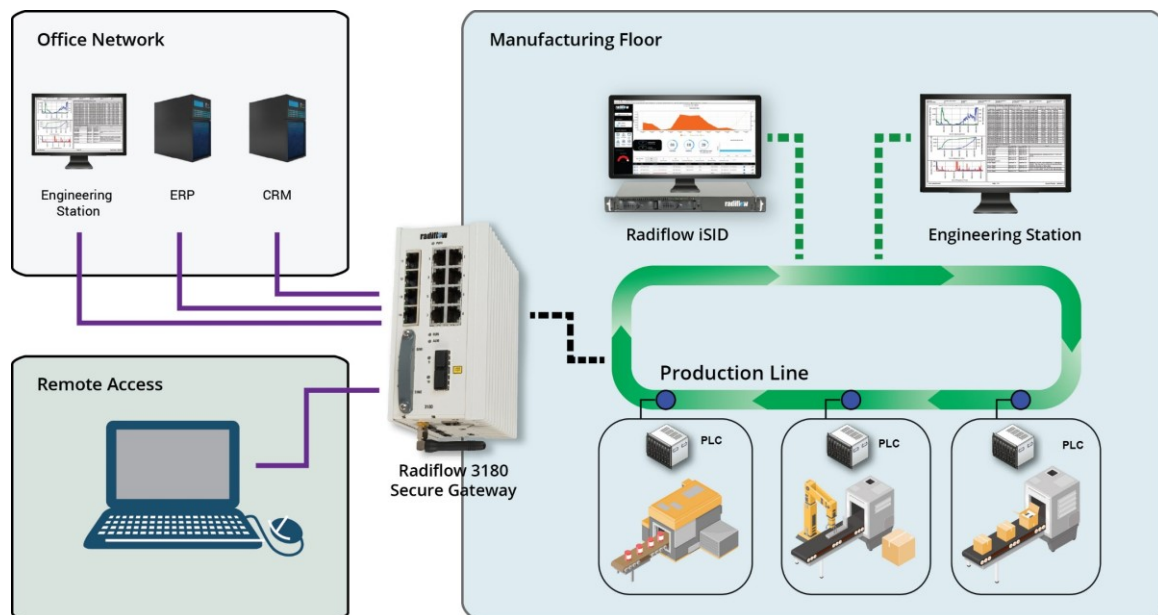 Office Network
Engineering
Station
ERP
CRM
Remote Access
radiflow
Radiflow 3180
Secure Gateway
Manufacturing Floor
Radiflow iSID
Engineering Station
Production Line
PLC
PLC
PLC